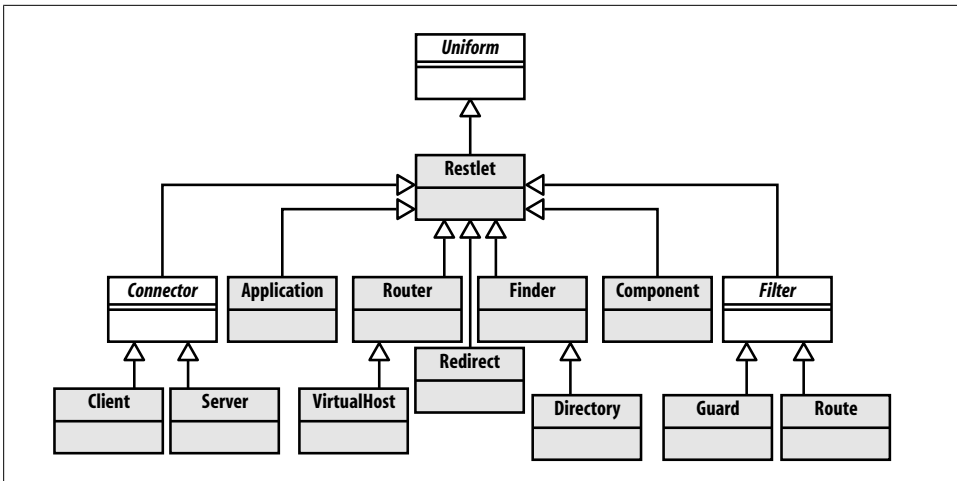 Uniform
Restlet
Connector
Application
Router
Finder
Component
Filter
Redirect
Client
Server
VirtualHost
Directory
Guard
Route